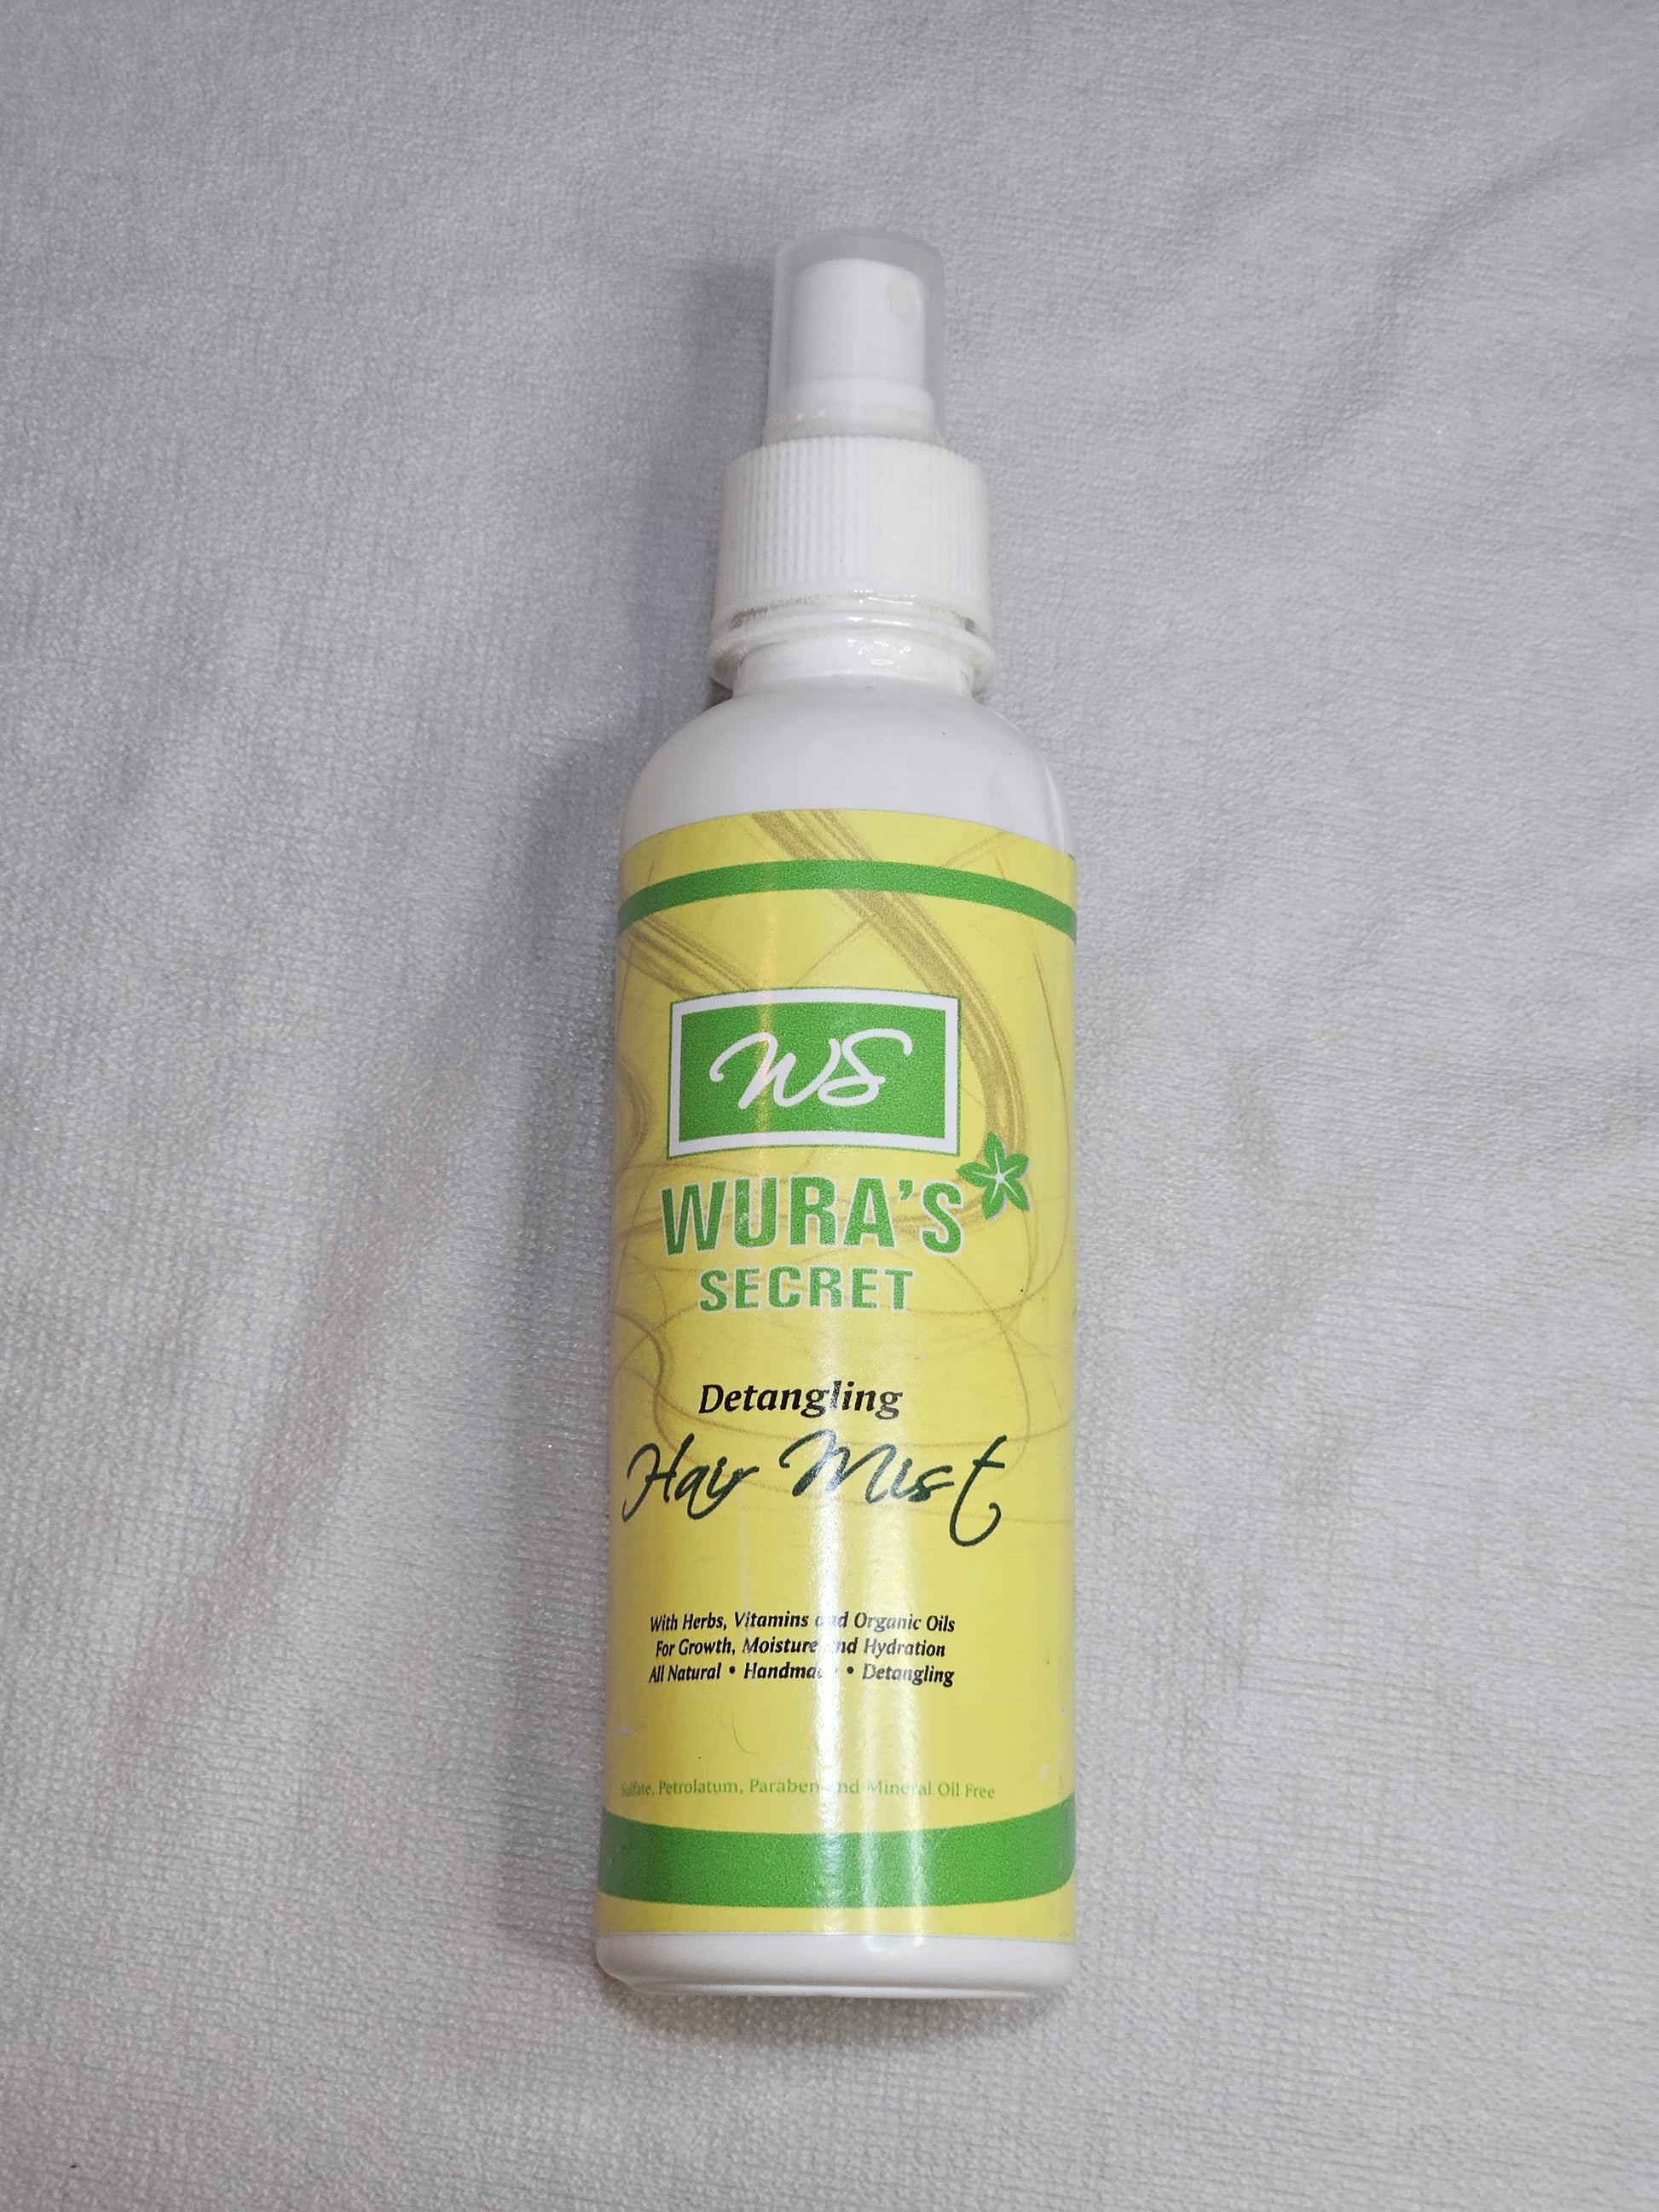 WS
WURA'S
SECRET
Detangling
Hair Mist
With Herbs, Vitamins and Organic Oils
For Growth, Moisture and Hydration
All Natural • Handmade • Detangling
Sulfate, Petrolatum, Paraben and Mineral Oil Free